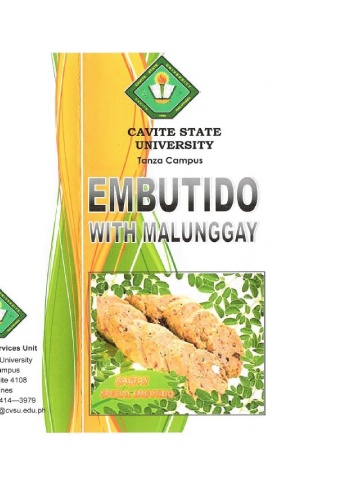 CAVITE STATE
UNIVERSITY
Tanza Campus
EMBUTIDO
WITH MALUNGGAY
rvices Unit
University
ampus
ite 4108
nes
414—3979
@cvsu.edu.ph